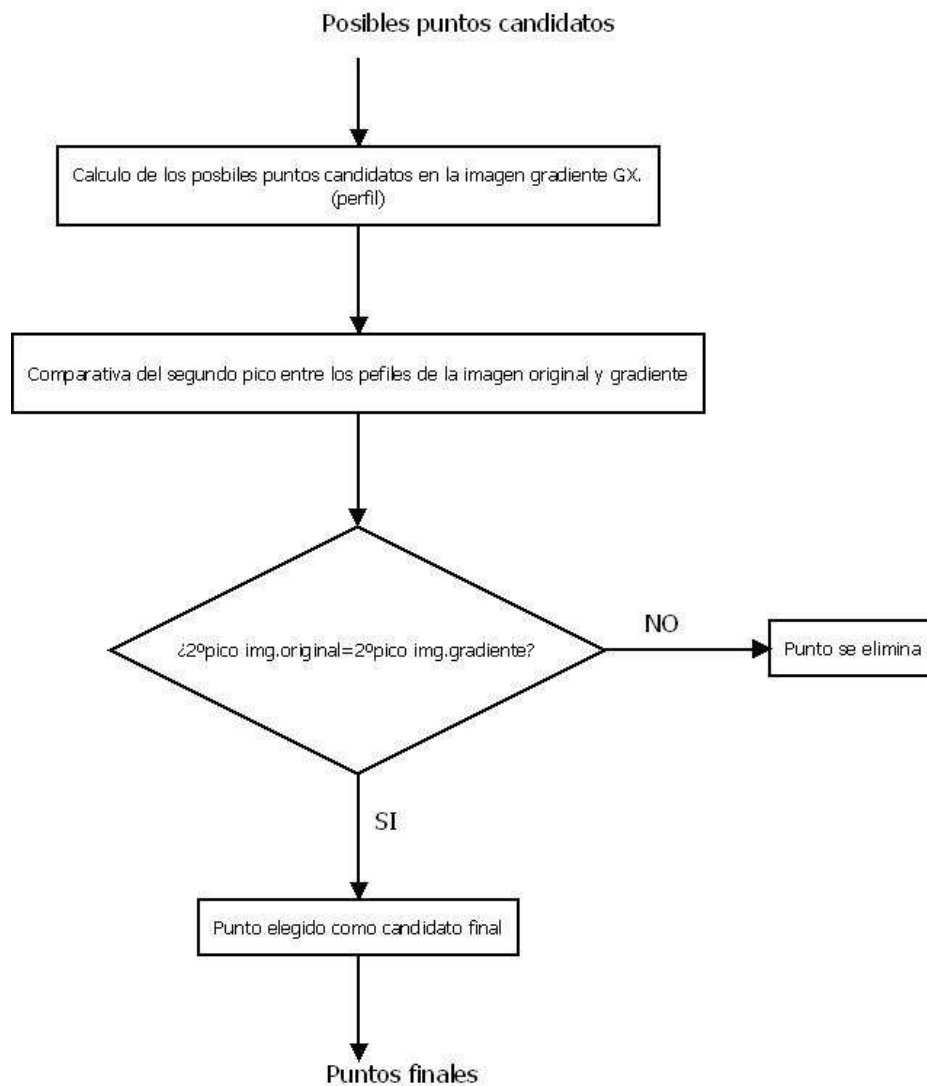 Posibles puntos candidatos
Calculo de los posbiles puntos candidatos en la imagen gradiente GX.
(perfil)
Comparativa del segundo pico entre los pefiles de la imagen original y gradiente
¿2ºpico img.original=2ºpico img.gradiente?
NO
Punto se elimina
SI
Punto elegido como candidato final
Puntos finales